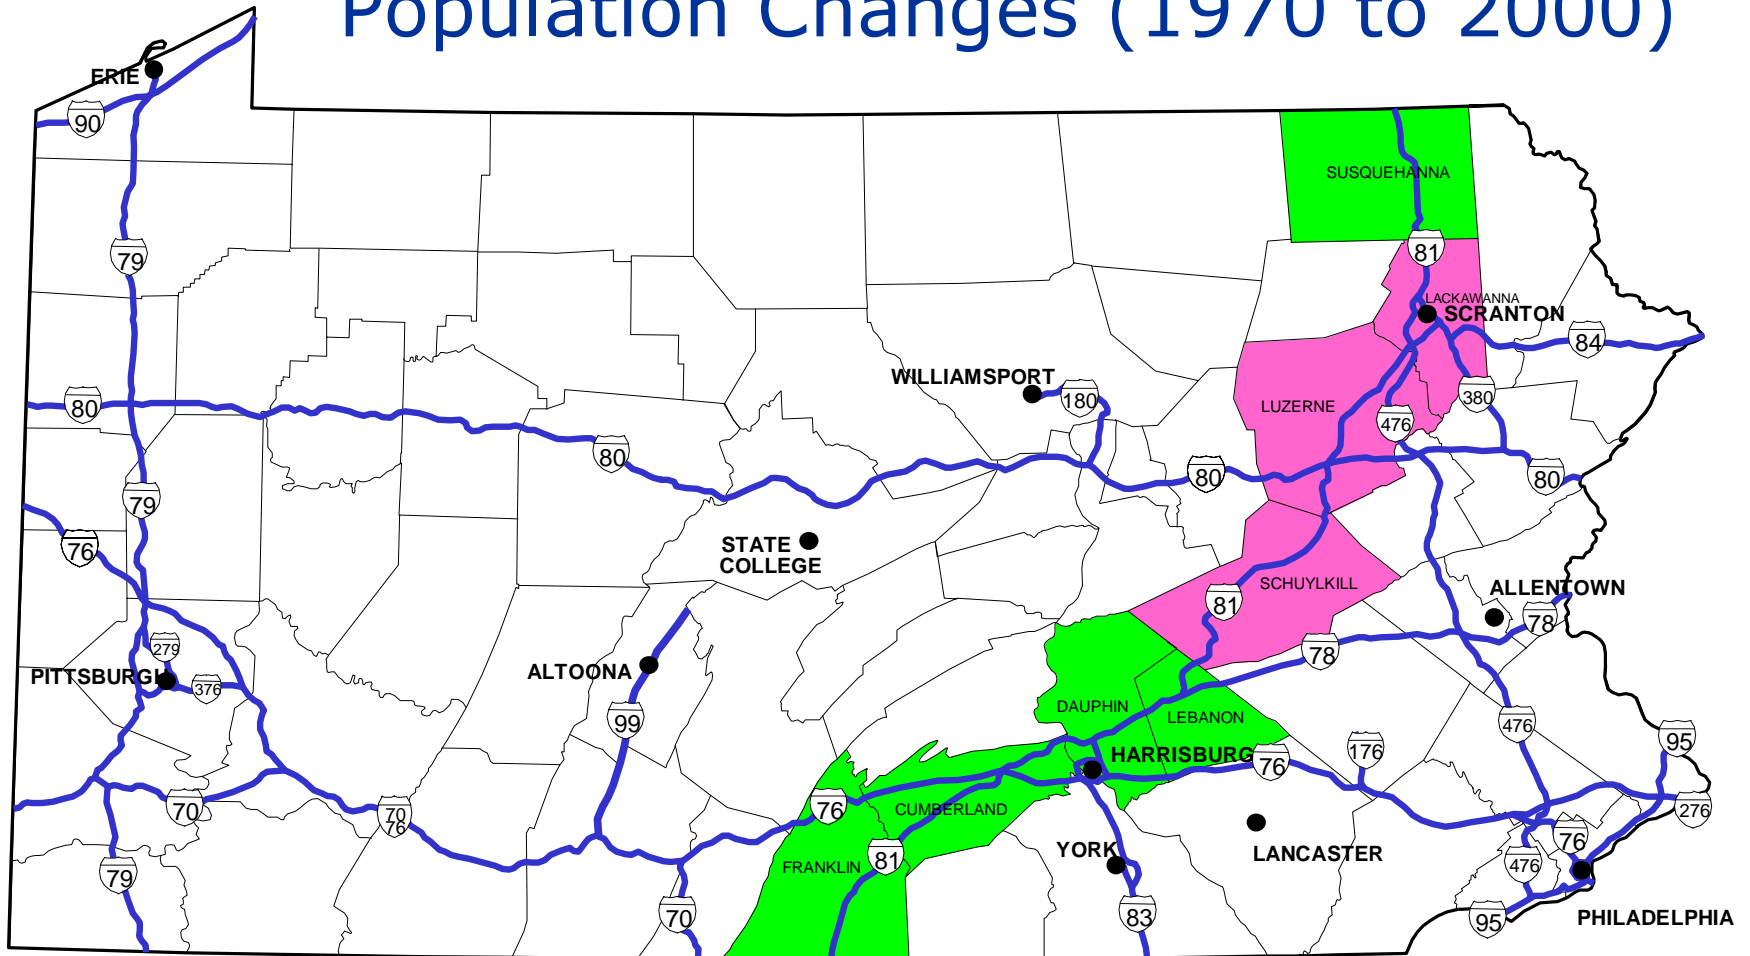 Population Changes (1970 to 2000)
ERIE
90
SUSQUEHANNA
79
81
LACKAWANNA
SCRANTON
84
WILLIAMSPORT
180
380
80
LUZERNE
476
80
80
80
79
76
STATE
COLLEGE
SCHUYLKILL
ALLENTOWN
81
78
279
78
PITTSBURGH
376
ALTOONA
DAUPHIN
LEBANON
99
476
95
176
HARRISBURG
76
70
70
76
76
CUMBERLAND
276
LANCASTER
76
YORK
81
FRANKLIN
476
79
70
83
95
PHILADELPHIA